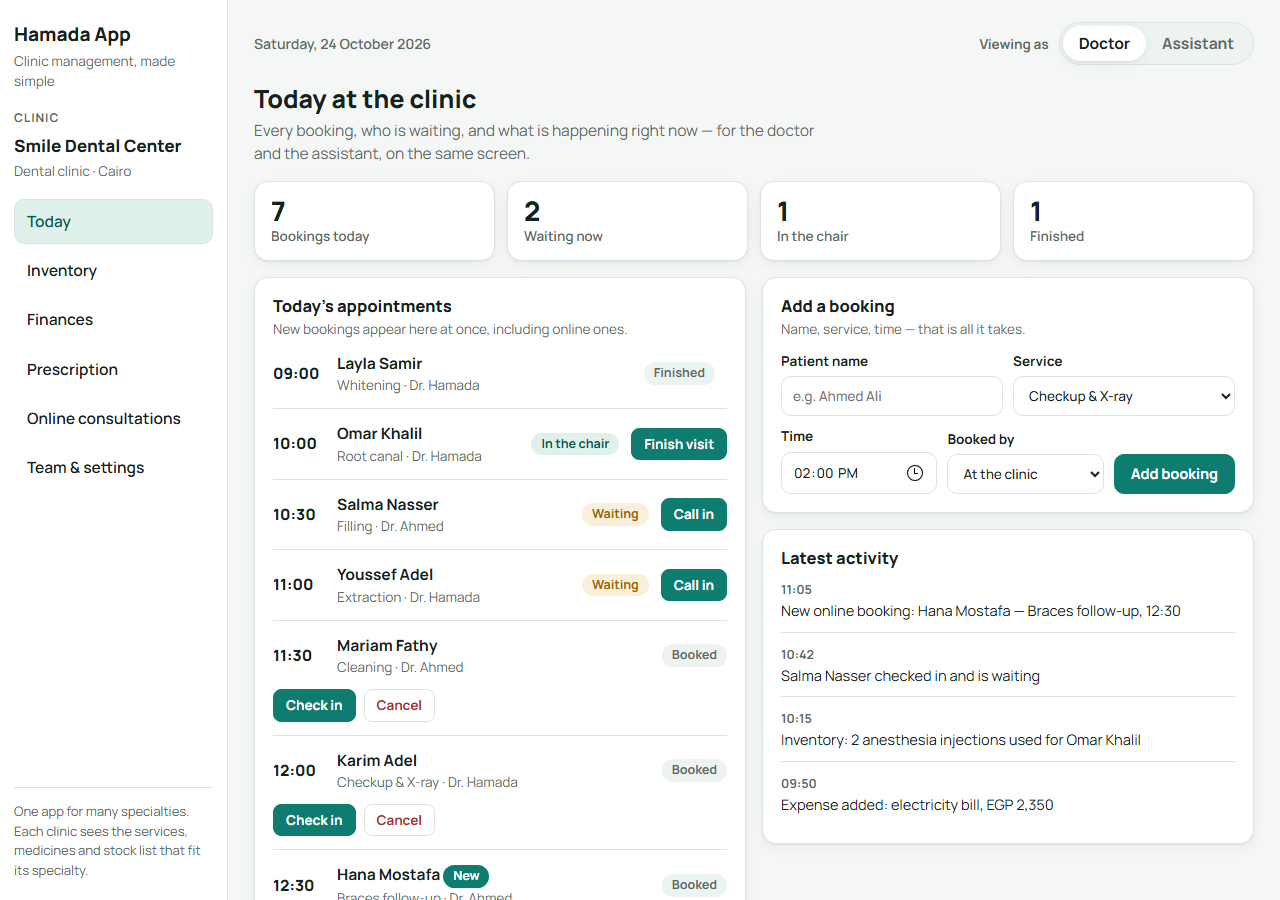 Hamada App
Clinic management, made
simple
CLINIC
Smile Dental Center
Dental clinic · Cairo
Today
Inventory
Finances
Prescription
Online consultations
Team & settings
One app for many specialties.
Each clinic sees the services,
medicines and stock list that fit
its specialty.
Saturday, 24 October 2026
Viewing as
Doctor
Assistant
Today at the clinic
Every booking, who is waiting, and what is happening right now — for the doctor
and the assistant, on the same screen.
7
Bookings today
2
Waiting now
1
In the chair
1
Finished
Today's appointments
New bookings appear here at once, including online ones.
09:00
Layla Samir
Whitening · Dr. Hamada
Finished
10:00
Omar Khalil
Root canal · Dr. Hamada
In the chair
Finish visit
10:30
Salma Nasser
Filling · Dr. Ahmed
Waiting
Call in
11:00
Youssef Adel
Extraction · Dr. Hamada
Waiting
Call in
11:30
Mariam Fathy
Cleaning · Dr. Ahmed
Booked
Check in
Cancel
12:00
Karim Adel
Checkup & X-ray · Dr. Hamada
Booked
Check in
Cancel
12:30
Hana Mostafa New
Braces follow-up · Dr. Ahmed
Booked
Add a booking
Name, service, time — that is all it takes.
Patient name
e.g. Ahmed Ali
Service
Checkup & X-ray
Time
02:00 PM
Booked by
At the clinic
Add booking
Latest activity
11:05
New online booking: Hana Mostafa — Braces follow-up, 12:30
10:42
Salma Nasser checked in and is waiting
10:15
Inventory: 2 anesthesia injections used for Omar Khalil
09:50
Expense added: electricity bill, EGP 2,350